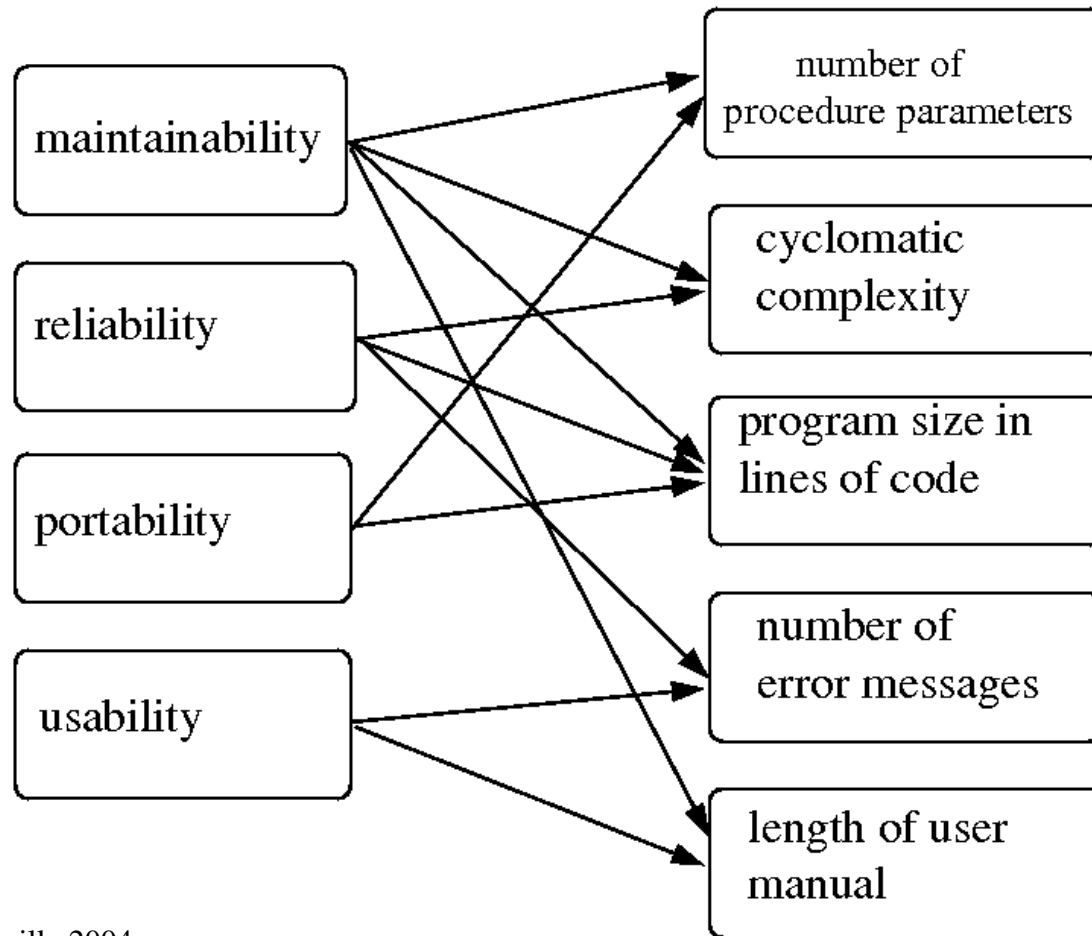 maintainability
reliability
portability
usability
number of
procedure parameters
cyclomatic
complexity
program size in
lines of code
number of
error messages
length of user
manual
2004